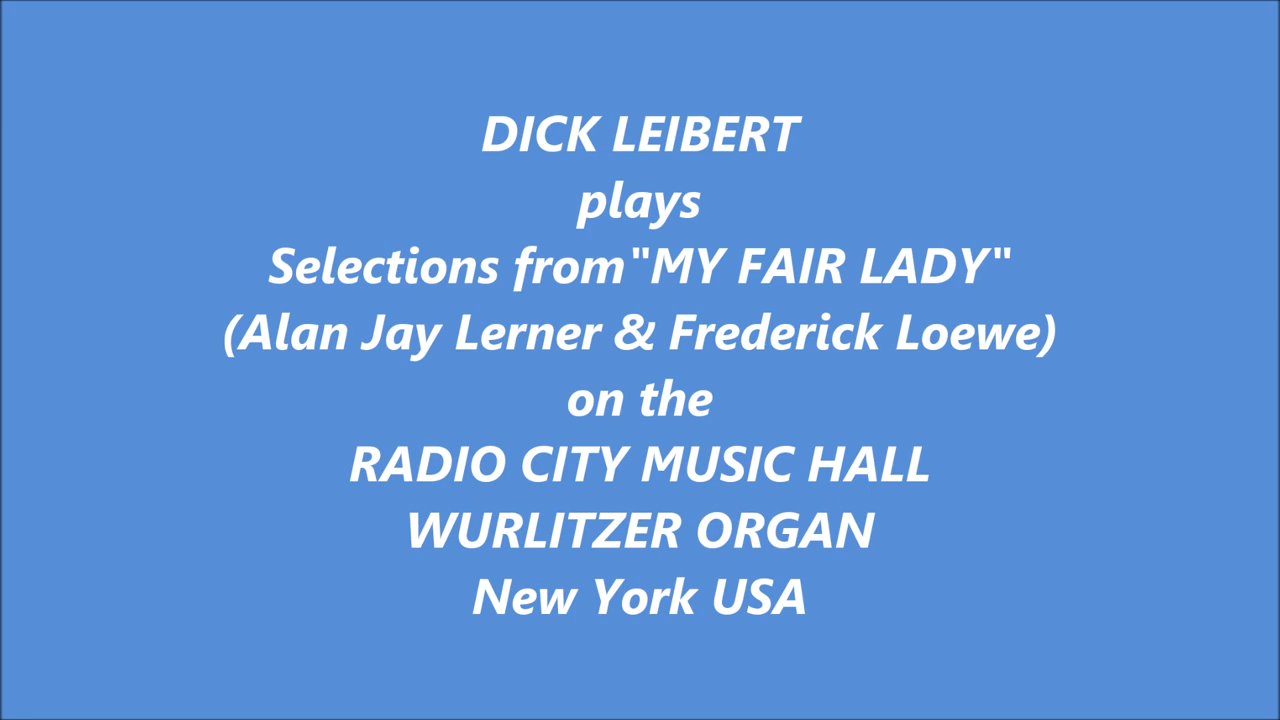 DICK LEIBERT
plays
Selections from"MY FAIR LADY"
(Alan Jay Lerner & Frederick Loewe)
on the
RADIO CITY MUSIC HALL
WURLITZER ORGAN
New York USA